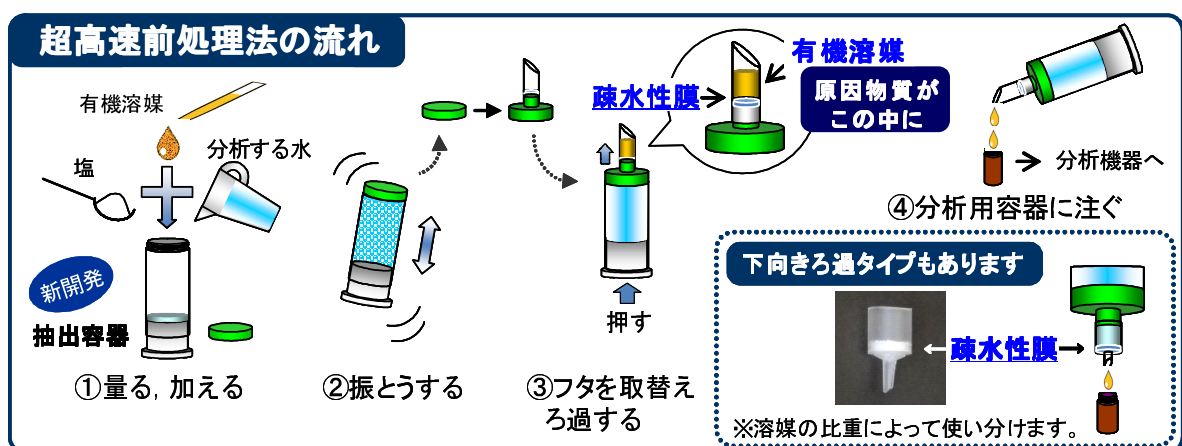 超高速前処理法の流れ
有機溶媒
塩
分析する水
新開発
抽出容器
①量る, 加える
②振とうする
疎水性膜
有機溶媒
原因物質が
この中に
押す
③フタを取替え
ろ過する
分析機器へ
④分析用容器に注ぐ
下向きろ過タイプもあります
疎水性膜
※溶媒の比重によって使い分けます。